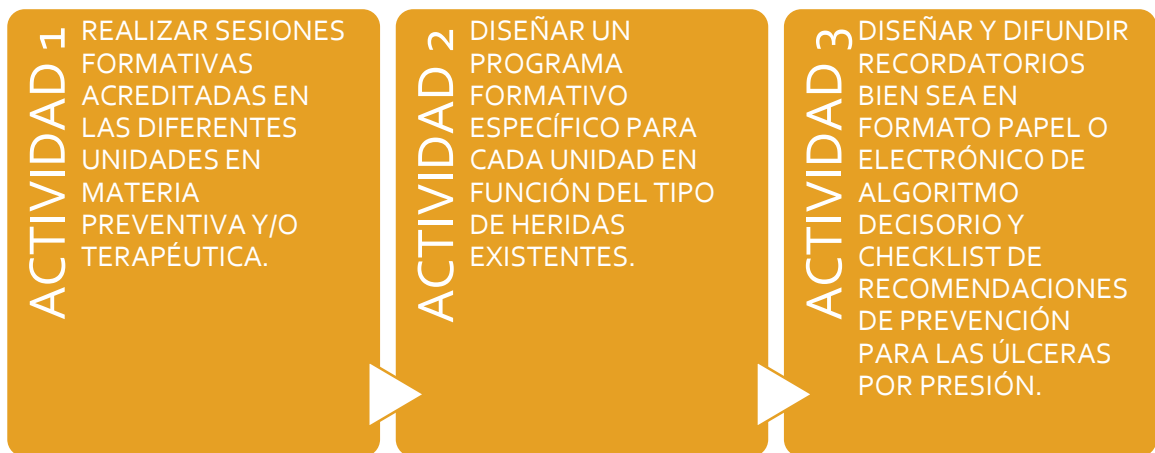 ACTIVIDAD 1
REALIZAR SESIONES
FORMATIVAS
ACREDITADAS EN
LAS DIFERENTES
UNIDADES EN
MATERIA
PREVENTIVA Y/O
TERAPÉUTICA.
ACTIVIDAD 2
DISEÑAR UN
PROGRAMA
FORMATIVO
ESPECÍFICO PARA
CADA UNIDAD EN
FUNCIÓN DEL TIPO
DE HERIDAS
EXISTENTES.
ACTIVIDAD 3
DISEÑAR Y DIFUNDIR
RECORDATORIOS
BIEN SEA EN
FORMATO PAPEL O
ELECTRÓNICO DE
ALGORITMO
DECISORIO Y
CHECKLIST DE
RECOMENDACIONES
DE PREVENCIÓN
PARA LAS ÚLCERAS
POR PRESIÓN.